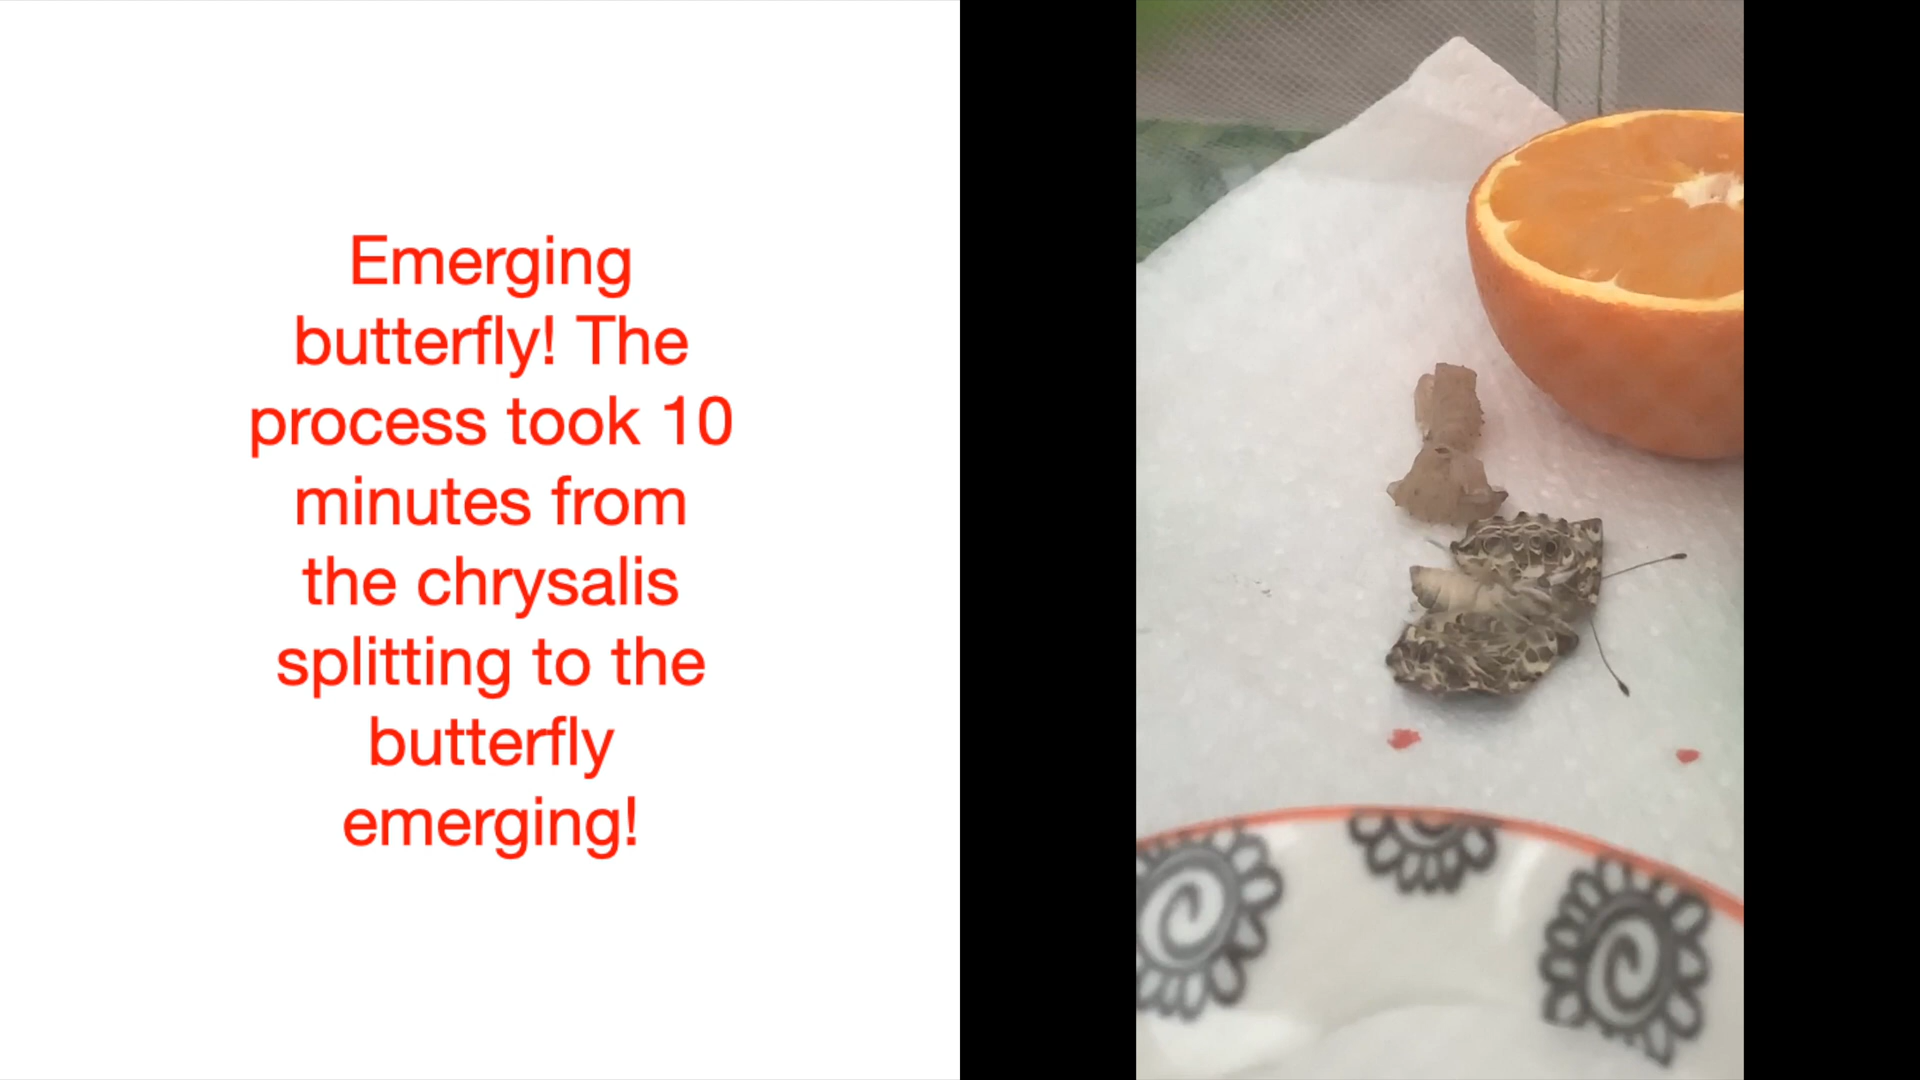 Emerging
butterfly! The
process took 10
minutes from
the chrysalis
splitting to the
butterfly
emerging!